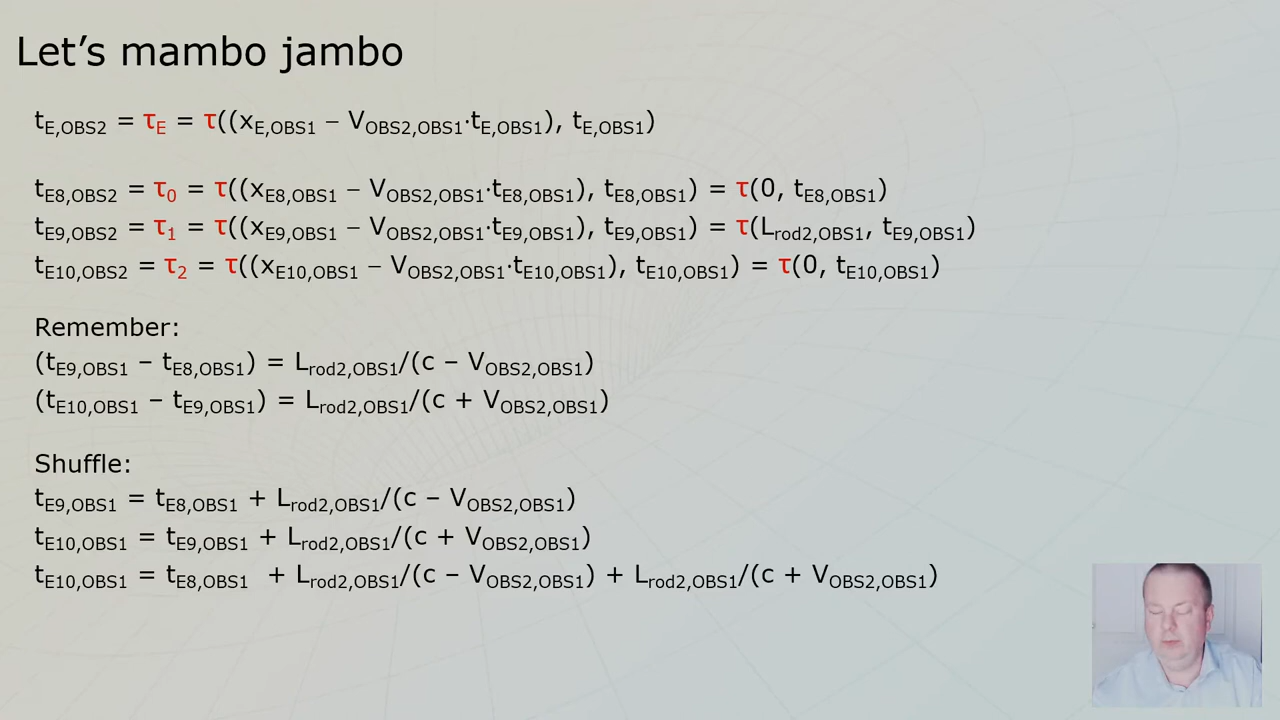 Let's mambo jambo
t_E,OBS2 = τ_E = τ((x_E,OBS1 − V_OBS2,OBS1·t_E,OBS1), t_E,OBS1)
t_E8,OBS2 = τ_0 = τ((x_E8,OBS1 − V_OBS2,OBS1·t_E8,OBS1), t_E8,OBS1) = τ(0, t_E8,OBS1)
t_E9,OBS2 = τ_1 = τ((x_E9,OBS1 − V_OBS2,OBS1·t_E9,OBS1), t_E9,OBS1) = τ(L_rod2,OBS1, t_E9,OBS1)
t_E10,OBS2 = τ_2 = τ((x_E10,OBS1 − V_OBS2,OBS1·t_E10,OBS1), t_E10,OBS1) = τ(0, t_E10,OBS1)
Remember:
(t_E9,OBS1 – t_E8,OBS1) = L_rod2,OBS1/(c – V_OBS2,OBS1)
(t_E10,OBS1 – t_E9,OBS1) = L_rod2,OBS1/(c + V_OBS2,OBS1)
Shuffle:
t_E9,OBS1 = t_E8,OBS1 + L_rod2,OBS1/(c – V_OBS2,OBS1)
t_E10,OBS1 = t_E9,OBS1 + L_rod2,OBS1/(c + V_OBS2,OBS1)
t_E10,OBS1 = t_E8,OBS1 + L_rod2,OBS1/(c – V_OBS2,OBS1) + L_rod2,OBS1/(c + V_OBS2,OBS1)